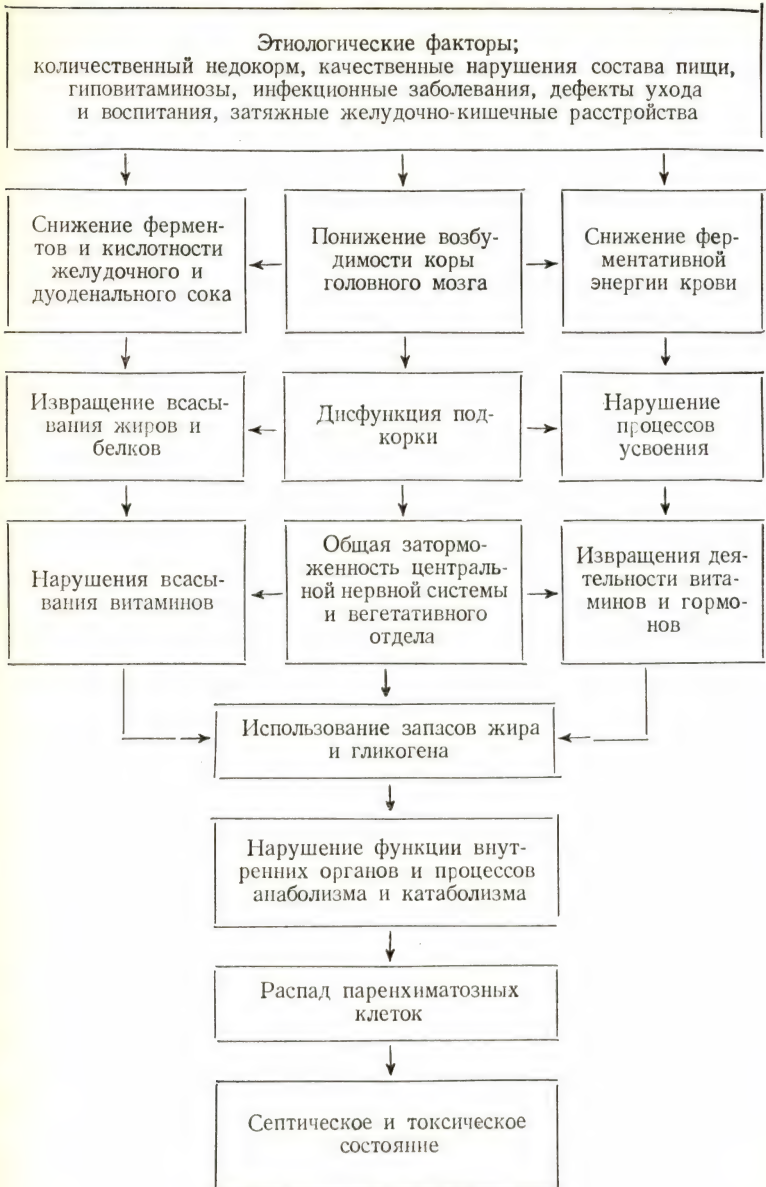 Этиологические факторы;
количественный недокорм, качественные нарушения состава пищи,
гиповитаминозы, инфекционные заболевания, дефекты ухода
и воспитания, затяжные желудочно-кишечные расстройства
Снижение фермен-
тов и кислотности
желудочного и
дуоденального сока
Понижение возбу-
димости коры
головного мозга
Снижение фер-
ментативной
энергии крови
Извращение всасы-
вания жиров и
белков
Дисфункция под-
корки
Нарушение
процессов
усвоения
Нарушения всасы-
вания витаминов
Общая затормо-
женность централь-
ной нервной системы
и вегетативного
отдела
Извращения дея-
тельности вита-
минов и гормо-
нов
Использование запасов жира
и гликогена
Нарушение функции внут-
ренних органов и процессов
анаболизма и катаболизма
Распад паренхиматозных
клеток
Септическое и токсическое
состояние